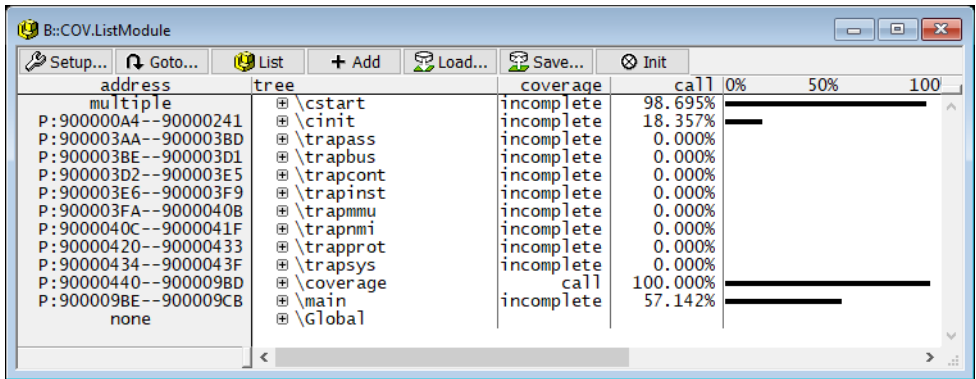 B::COV.ListModule
Setup... Goto... List Add Load... Save... Init
address tree coverage call 0% 50% 100
multiple \cstart incomplete 98.695%
P:900000A4--90000241 \cinit incomplete 18.357%
P:900003AA--900003BD \trapass incomplete 0.000%
P:900003BE--900003D1 \trapbus incomplete 0.000%
P:900003D2--900003E5 \trapcont incomplete 0.000%
P:900003E6--900003F9 \trapinst incomplete 0.000%
P:900003FA--9000040B \trapmmu incomplete 0.000%
P:9000040C--9000041F \trapnmi incomplete 0.000%
P:90000420--90000433 \trapprot incomplete 0.000%
P:90000434--9000043F \trapsys incomplete 0.000%
P:90000440--900009BD \coverage call 100.000%
P:900009BE--900009CB \main incomplete 57.142%
none \Global